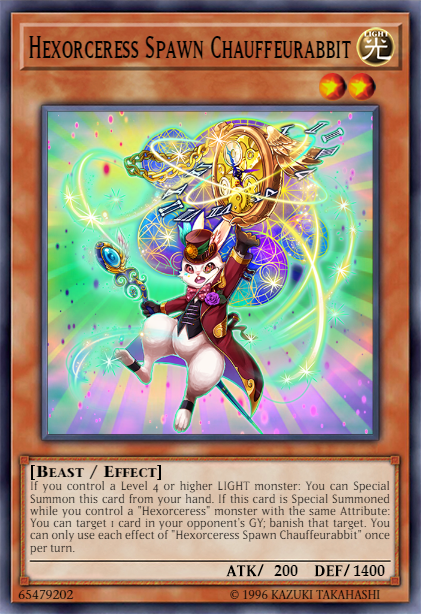 Hexorceress Spawn Chauffeurabbit
LIGHT
光
[Beast / Effect]
If you control a Level 4 or higher LIGHT monster: You can Special
Summon this card from your hand. If this card is Special Summoned
while you control a "Hexorceress" monster with the same Attribute:
You can target 1 card in your opponent's GY; banish that target. You
can only use each effect of "Hexorceress Spawn Chauffeurabbit" once
per turn.
ATK/ 200 DEF/1400
65479202
© 1996 KAZUKI TAKAHASHI